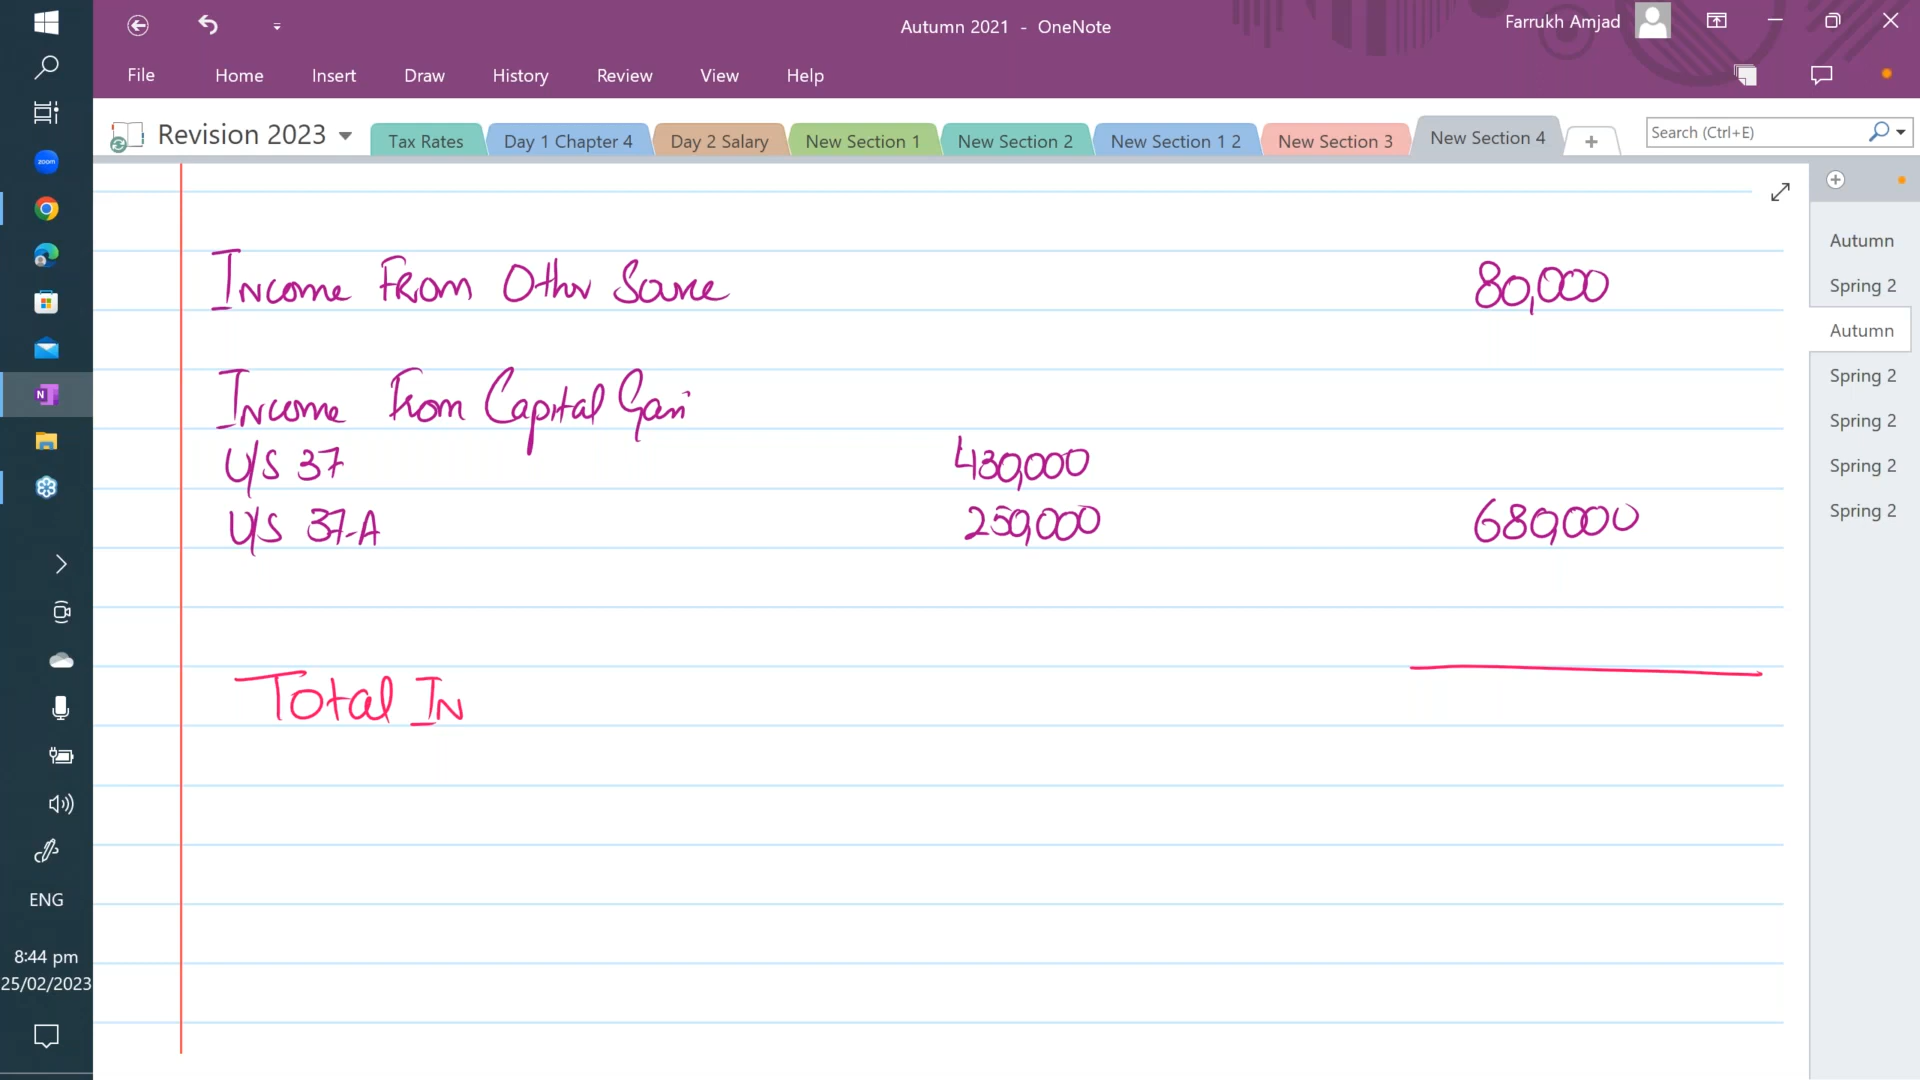 Autumn 2021 - OneNote
Farrukh Amjad
File Home Insert Draw History Review View Help
Revision 2023
Tax Rates
Day 1 Chapter 4
Day 2 Salary
New Section 1
New Section 2
New Section 1 2
New Section 3
New Section 4
Search (Ctrl+E)
zoom
N
Income From Other Source 80,000
Income From Capital Gain
U/S 37 430,000
U/S 37-A 250,000 680,000
Total In
Autumn
Spring 2
Autumn
Spring 2
Spring 2
Spring 2
Spring 2
ENG
8:44 pm
25/02/2023